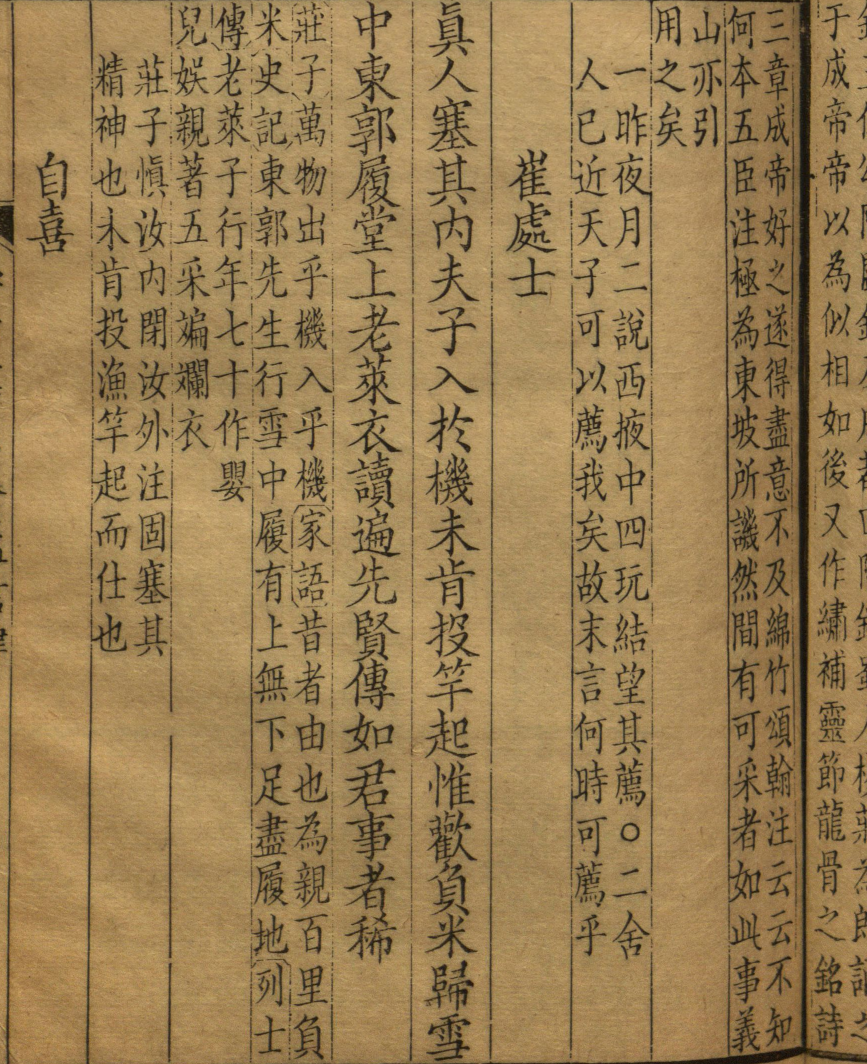 于成帝帝以為似相如後又作繡補靈節龍骨之銘詩
三章成帝好之遂得盡意不及綿竹頌翰注云云不知
何本五臣注極為東坡所譏然間有可采者如此事義
山亦引
用之矣
一昨夜月二說西掖中四玩結望其薦○二舍
人已近天子可以薦我矣故末言何時可薦乎
崔處士
真人塞其內夫子入於機未肯投竿起惟歡負米歸雪
中東郭履堂上老萊衣讀遍先賢傳如君事者稀
莊子萬物出乎機入乎機家語昔者由也為親百里負
米史記東郭先生行雪中履有上無下足盡履地列士
傳老萊子行年七十作嬰
兒娛親著五采斒斕衣
莊子慎汝內閉汝外注固塞其
精神也未肯投漁竿起而仕也
自喜